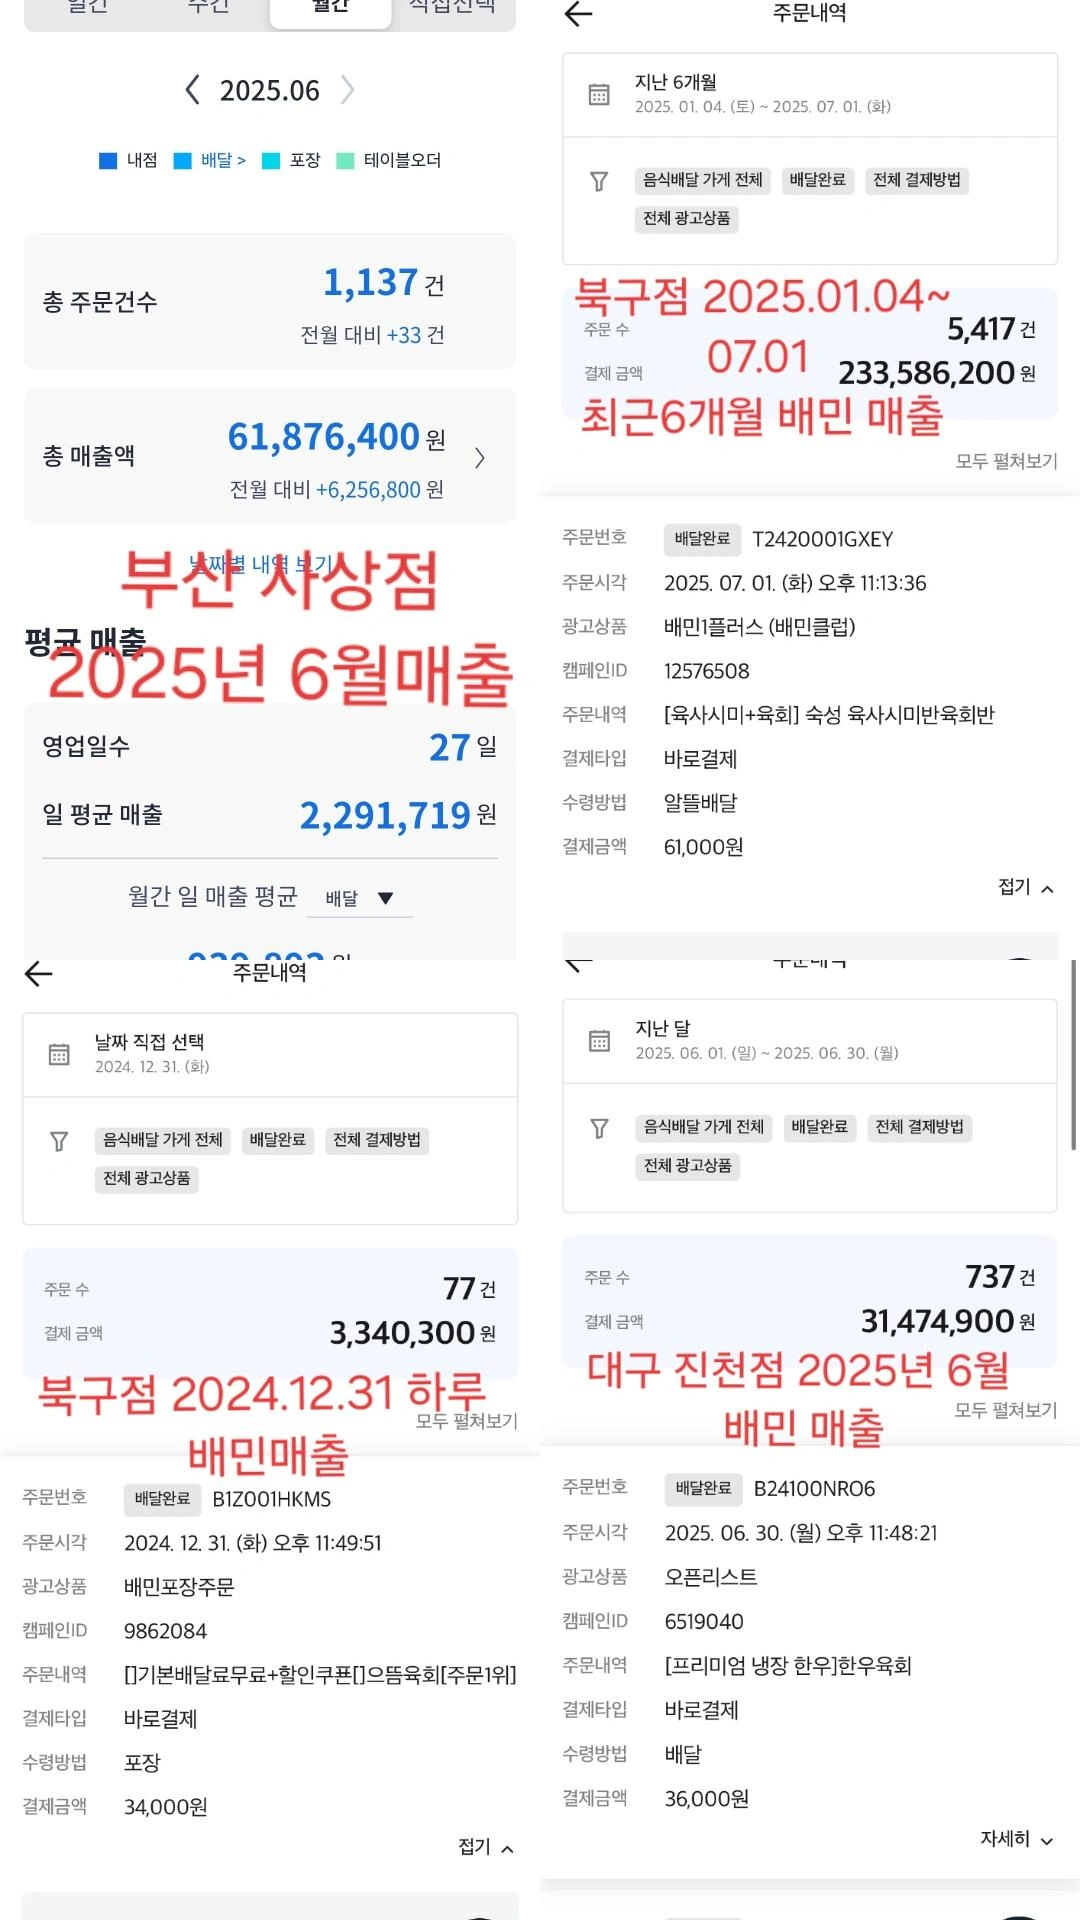 일간 주간 월간 직접선택
2025.06
내점 배달 > 포장 테이블오더
총 주문건수
1,137 건
전월 대비 +33 건
총 매출액
61,876,400 원
전월 대비 +6,256,800 원
날짜별 내역 보기
부산 사상점
평균 매출
2025년 6월매출
영업일수 27 일
일 평균 매출 2,291,719 원
월간 일 매출 평균 배달 ▼
주문내역
지난 6개월
2025. 01. 04. (토) ~ 2025. 07. 01. (화)
음식배달 가게 전체 배달완료 전체 결제방법
전체 광고상품
북구점 2025.01.04~
주문 수 5,417 건
07.01
결제 금액 233,586,200 원
최근6개월 배민 매출
모두 펼쳐보기
주문번호 배달완료 T2420001GXEY
주문시각 2025. 07. 01. (화) 오후 11:13:36
광고상품 배민1플러스 (배민클럽)
캠페인ID 12576508
주문내역 [육사시미+육회] 숙성 육사시미반육회반
결제타입 바로결제
수령방법 알뜰배달
결제금액 61,000원
접기
주문내역
날짜 직접 선택
2024. 12. 31. (화)
음식배달 가게 전체 배달완료 전체 결제방법
전체 광고상품
주문 수 77 건
결제 금액 3,340,300 원
북구점 2024.12.31 하루
모두 펼쳐보기
배민매출
주문번호 배달완료 B1Z001HKMS
주문시각 2024. 12. 31. (화) 오후 11:49:51
광고상품 배민포장주문
캠페인ID 9862084
주문내역 []기본배달료무료+할인쿠폰[]으뜸육회[주문1위]
결제타입 바로결제
수령방법 포장
결제금액 34,000원
접기
주문내역
지난 달
2025. 06. 01. (일) ~ 2025. 06. 30. (월)
음식배달 가게 전체 배달완료 전체 결제방법
전체 광고상품
주문 수 737 건
결제 금액 31,474,900 원
대구 진천점 2025년 6월
모두 펼쳐보기
배민 매출
주문번호 배달완료 B24100NRO6
주문시각 2025. 06. 30. (월) 오후 11:48:21
광고상품 오픈리스트
캠페인ID 6519040
주문내역 [프리미엄 냉장 한우]한우육회
결제타입 바로결제
수령방법 배달
결제금액 36,000원
자세히